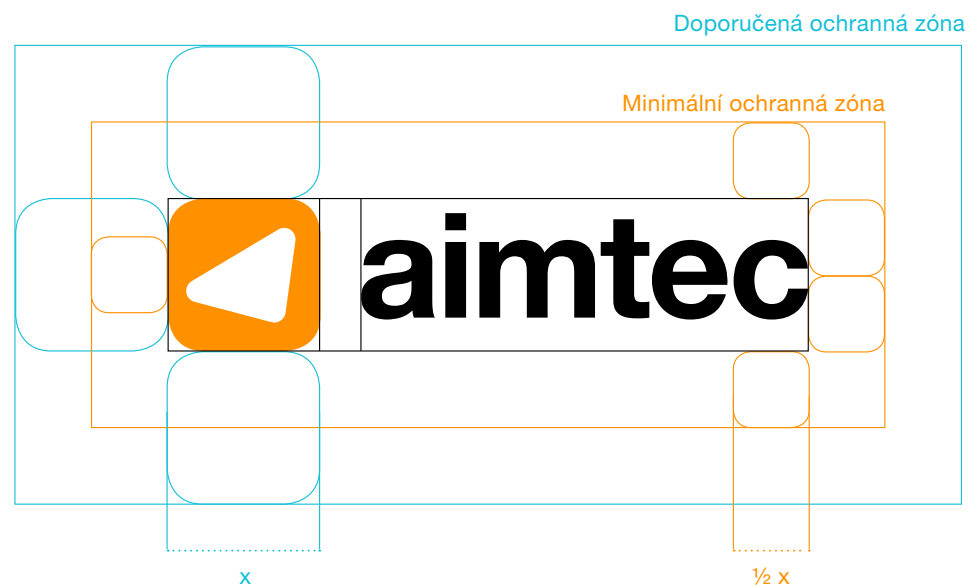 Doporučená ochranná zóna
Minimální ochranná zóna
aimtec
x
½ x